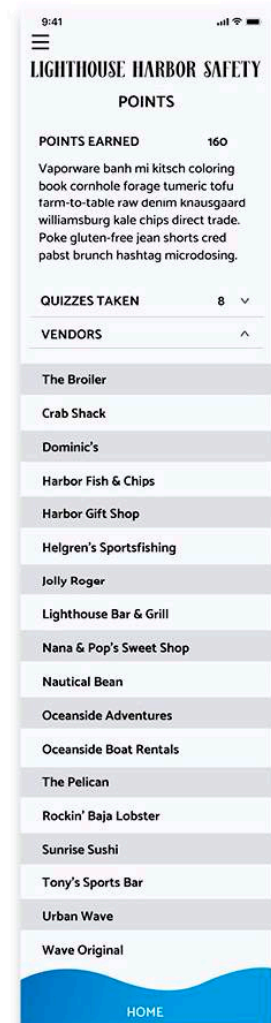 9:41
LIGHTHOUSE HARBOR SAFETY
POINTS
POINTS EARNED 160
Vaporware banh mi kitsch coloring
book cornhole forage tumeric tofu
farm-to-table raw denim knausgaard
williamsburg kale chips direct trade.
Poke gluten-free jean shorts cred
pabst brunch hashtag microdosing.
QUIZZES TAKEN 8
VENDORS
The Broiler
Crab Shack
Dominic's
Harbor Fish & Chips
Harbor Gift Shop
Helgren's Sportsfishing
Jolly Roger
Lighthouse Bar & Grill
Nana & Pop's Sweet Shop
Nautical Bean
Oceanside Adventures
Oceanside Boat Rentals
The Pelican
Rockin' Baja Lobster
Sunrise Sushi
Tony's Sports Bar
Urban Wave
Wave Original
HOME